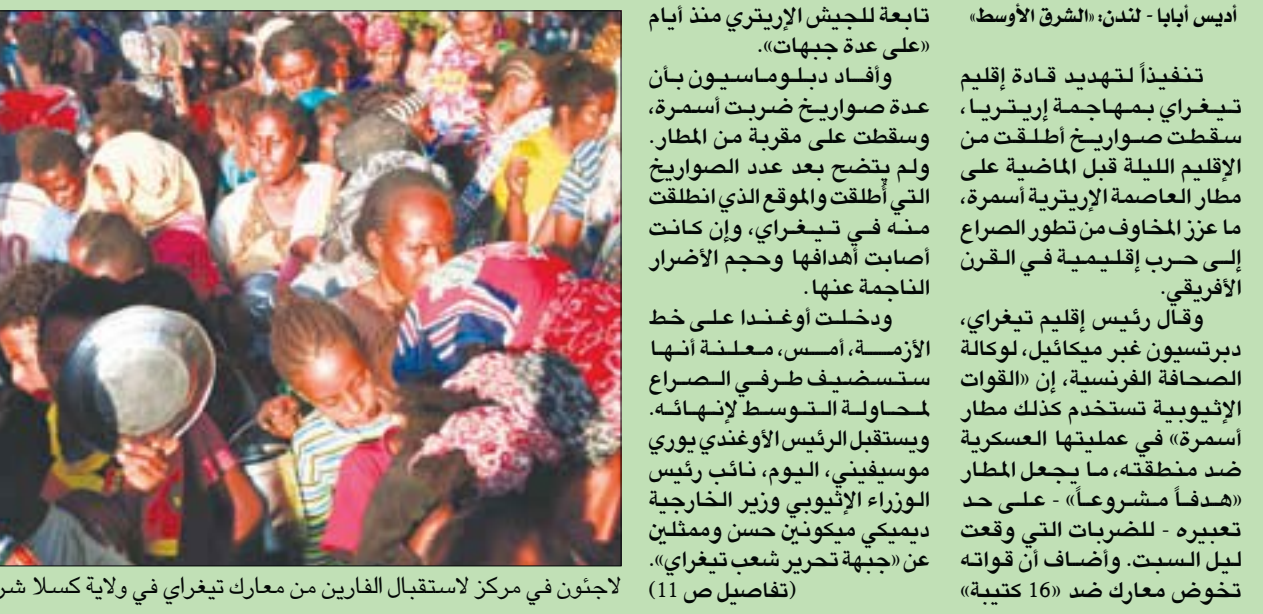 أديس أبابا - لندن: «الشرق الأوسط»
تنفيذاً لتهديد قادة إقليم
تيغراي بمهاجمة إريتريا،
سقطت صواريخ أطلقت من
الإقليم الليلة قبل الماضية على
مطار العاصمة الإريترية أسمرة،
ما عزز المخاوف من تطور الصراع
إلى حرب إقليمية في القرن
الأفريقي.
وقال رئيس إقليم تيغراي،
دبرتسيون غبر ميكائيل، لوكالة
الصحافة الفرنسية، إن «القوات
الإثيوبية تستخدم كذلك مطار
أسمرة» في عمليتها العسكرية
ضد منطقته، ما يجعل المطار
«هدفاً مشروعاً» - على حد
تعبيره - للضربات التي وقعت
ليل السبت. وأضاف أن قواته
تخوض معارك ضد «16 كتيبة»
تابعة للجيش الإريتري منذ أيام
«على عدة جبهات».
وأفاد دبلوماسيون بأن
عدة صواريخ ضربت أسمرة،
وسقطت على مقربة من المطار.
ولم يتضح بعد عدد الصواريخ
التي أُطلقت والموقع الذي انطلقت
منه في تيغراي، وإن كانت
أصابت أهدافها وحجم الأضرار
الناجمة عنها.
ودخلت أوغندا على خط
الأزمة، أمس، معلنة أنها
ستسضيف طرفي الصراع
لمحاولة التوسط لإنهائه.
ويستقبل الرئيس الأوغندي يوري
موسيفيني، اليوم، نائب رئيس
الوزراء الإثيوبي وزير الخارجية
ديميكي ميكونين حسن وممثلين
عن «جبهة تحرير شعب تيغراي».
(تفاصيل ص 11)
لاجئون في مركز لاستقبال الفارين من معارك تيغراي في ولاية كسلا